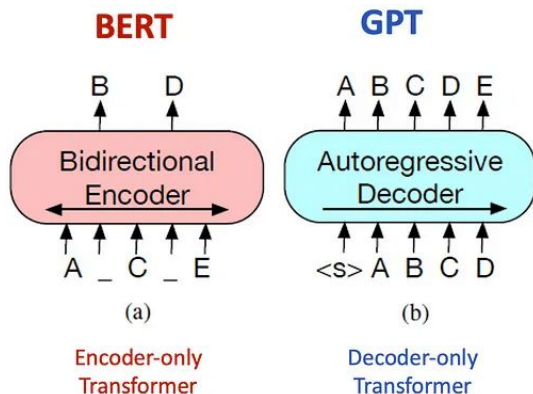 BERT
GPT
B D
A B C D E
Bidirectional
Encoder
Autoregressive
Decoder
A _ C _ E
<s> A B C D
(a)
(b)
Encoder-only
Transformer
Decoder-only
Transformer